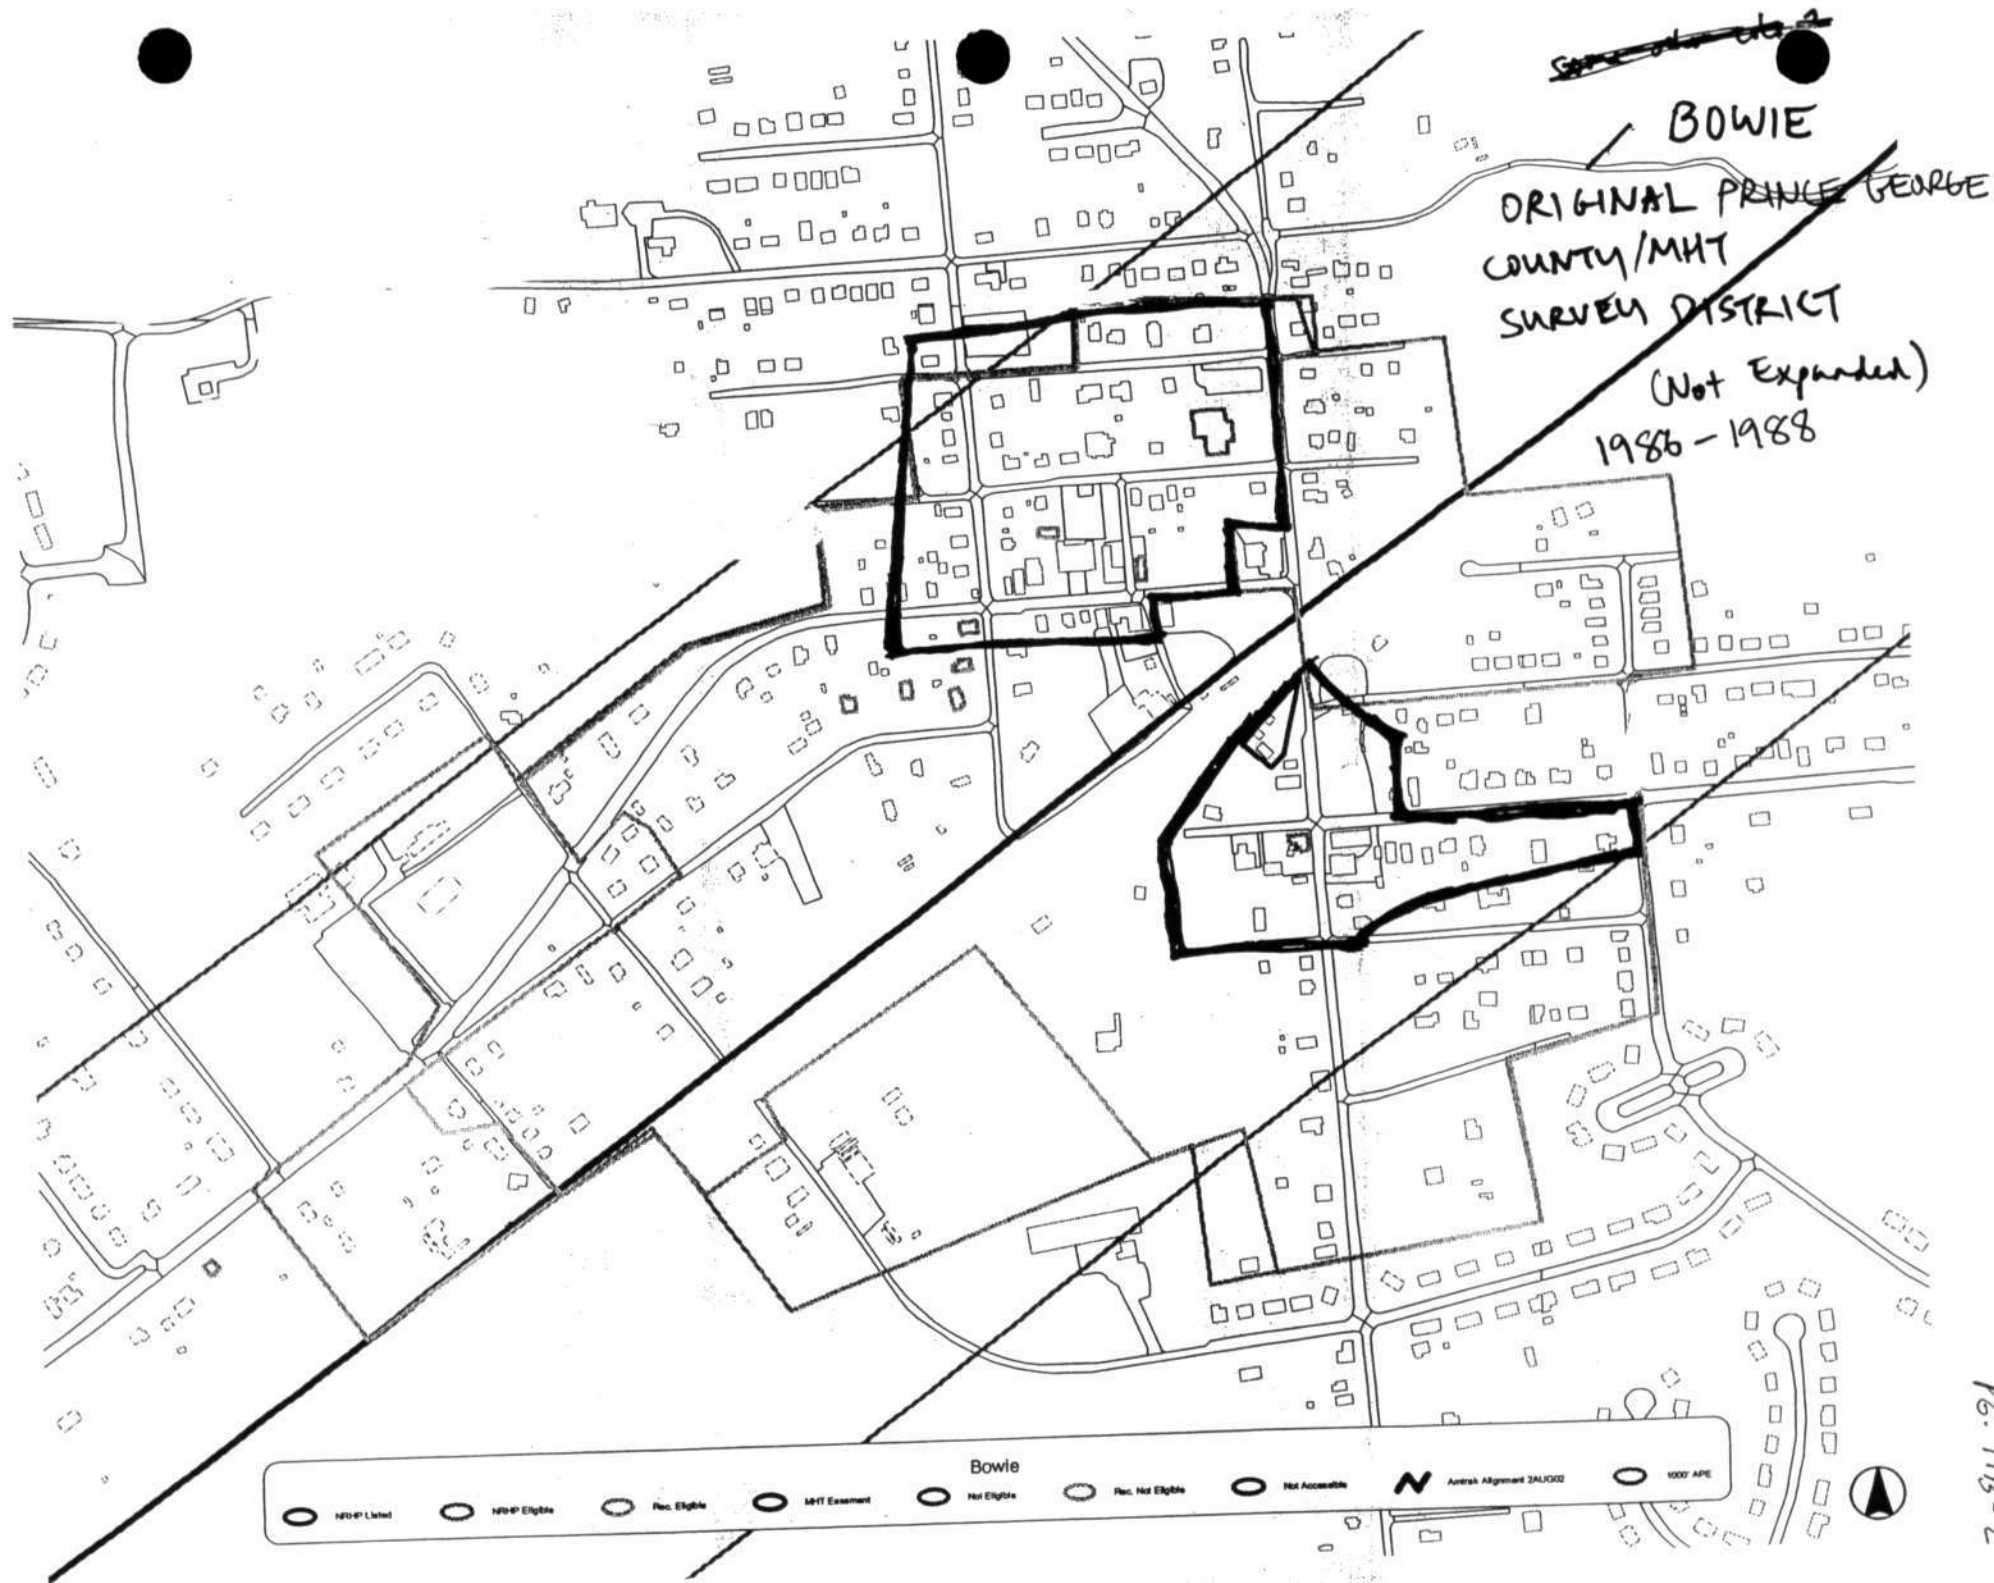 BOWIE
ORIGINAL PRINCE GEORGE
COUNTY/MHT
SURVEY DISTRICT
(Not Expanded)
1986-1988
Bowie
NRHP Listed
NRHP Eligible
Rec. Eligible
MHT Easement
Not Eligible
Rec. Not Eligible
Not Accessible
Amtrak Alignment 2AUG02
1000' APE